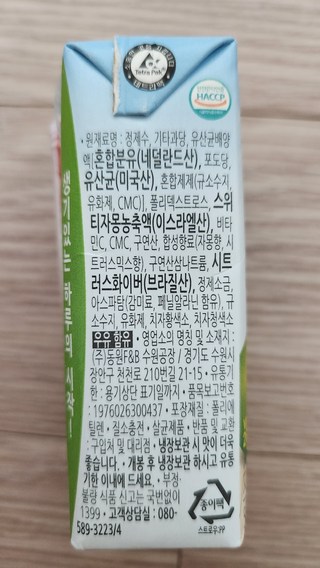 Tetra Pak
HACCP
• 원재료명 : 정제수, 기타과당, 유산균배양
액[혼합분유(네덜란드산), 포도당,
유산균(미국산), 혼합제제(규소수지,
유화제, CMC)], 폴리덱스트로스, 스위
티자몽농축액(이스라엘산), 비타
민C, CMC, 구연산, 합성향료(자몽향, 시
트러스믹스향), 구연산삼나트륨, 시트
러스화이버(브라질산), 정제소금,
아스파탐(감미료, 페닐알라닌 함유), 규
소수지, 유화제, 치자황색소, 치자청색소
우유 함유 • 영업소의 명칭 및 소재지 :
(주)동원F&B 수원공장 / 경기도 수원시
장안구 천천로 210번길 21-15 • 유통기
한 : 용기상단 표기일까지 • 품목보고번호
: 1976026300437 • 포장재질 : 폴리에
틸렌 • 질소충전 • 살균제품 • 반품 및 교환
: 구입처 및 대리점 • 냉장보관 시 맛이 더욱
좋습니다. • 개봉 후 냉장보관 하시고 유통
기한 이내에 드세요. • 부정·
불량 식품 신고는 국번없이
1399 • 고객상담실 : 080-
589-3223/4
종이팩
스트로우:PP
생기있는 하루의 시작!